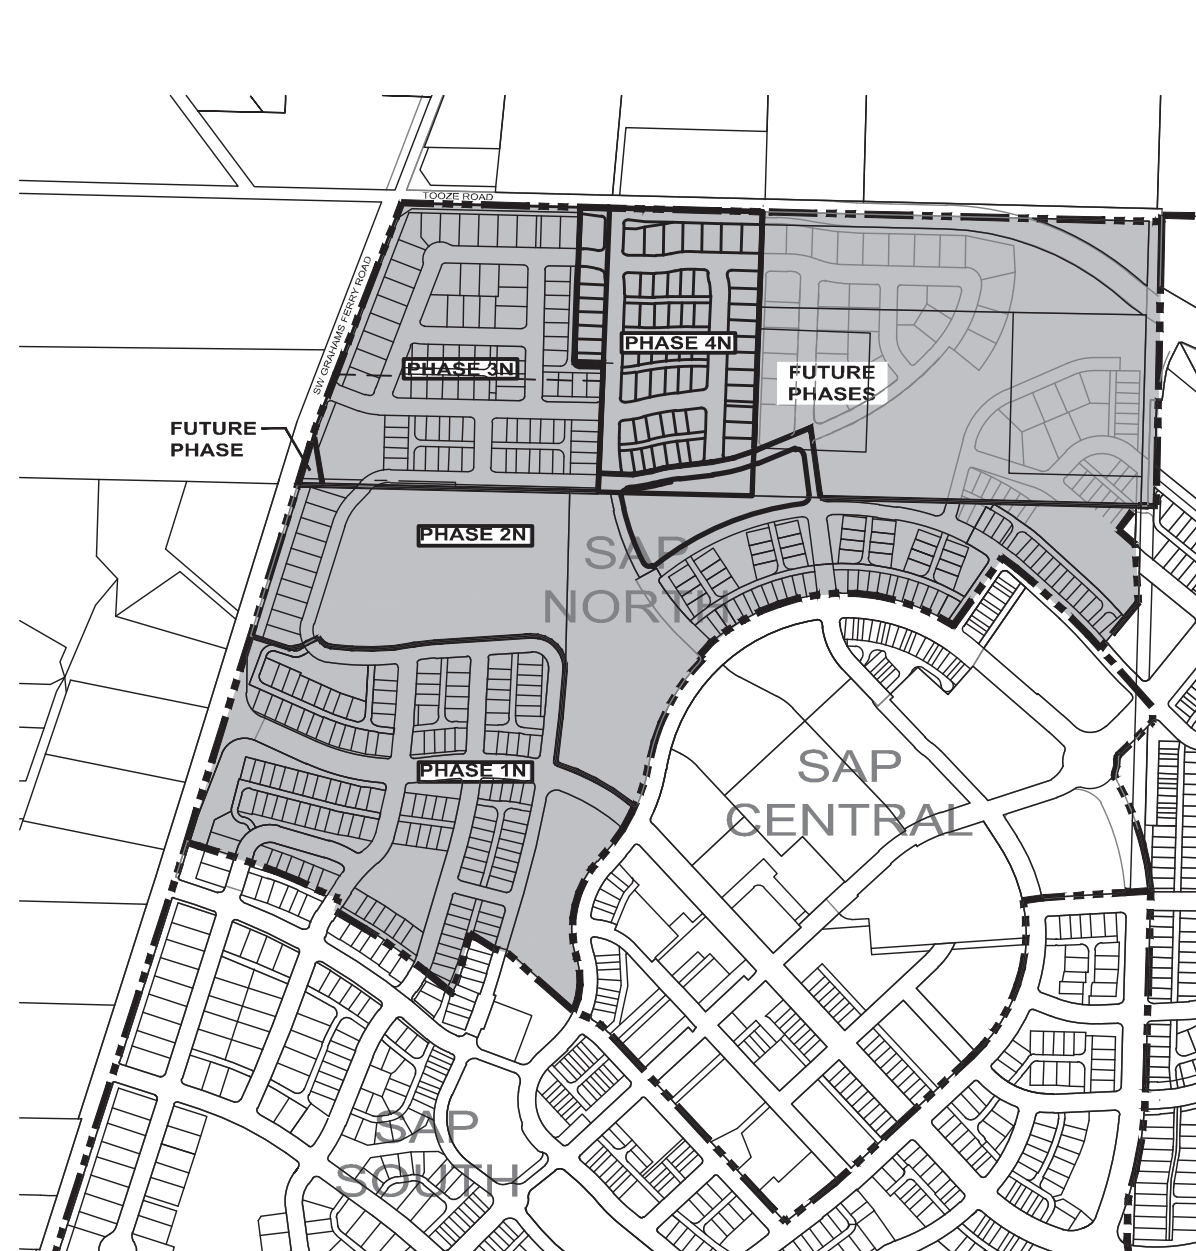 TOOZE ROAD
SW GRAHAMS FERRY ROAD
PHASE 4N
PHASE 3N
FUTURE
PHASES
FUTURE
PHASE
PHASE 2N
SAP
NORTH
PHASE 1N
SAP
CENTRAL
SAP
SOUTH